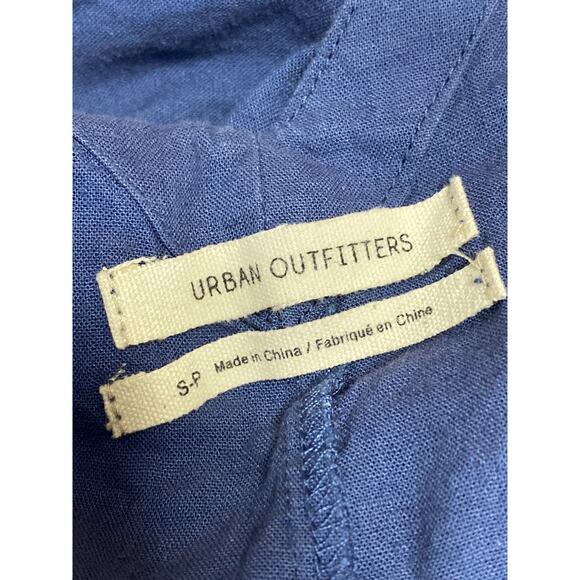 URBAN OUTFITTERS
S-P Made in China / Fabriqué en Chine